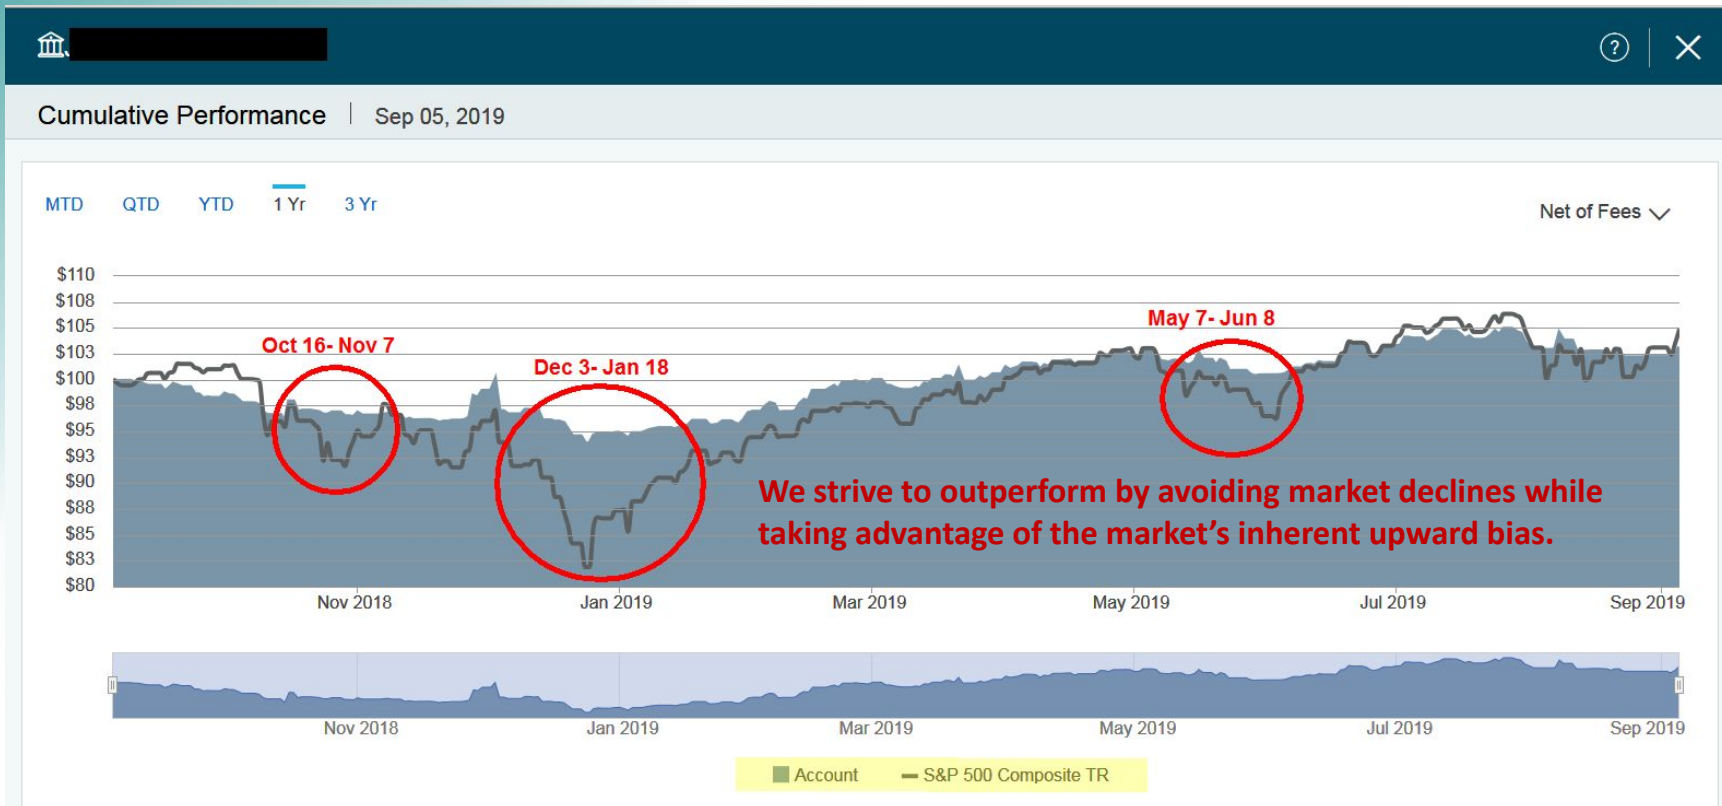 Cumulative Performance | Sep 05, 2019
MTD QTD YTD 1 Yr 3 Yr
Net of Fees
$110
$108
$105
$103
$100
$98
$95
$93
$90
$88
$85
$83
$80
Oct 16- Nov 7
Dec 3- Jan 18
May 7- Jun 8
We strive to outperform by avoiding market declines while
taking advantage of the market’s inherent upward bias.
Nov 2018 Jan 2019 Mar 2019 May 2019 Jul 2019 Sep 2019
Nov 2018 Jan 2019 Mar 2019 May 2019 Jul 2019 Sep 2019
Account S&P 500 Composite TR